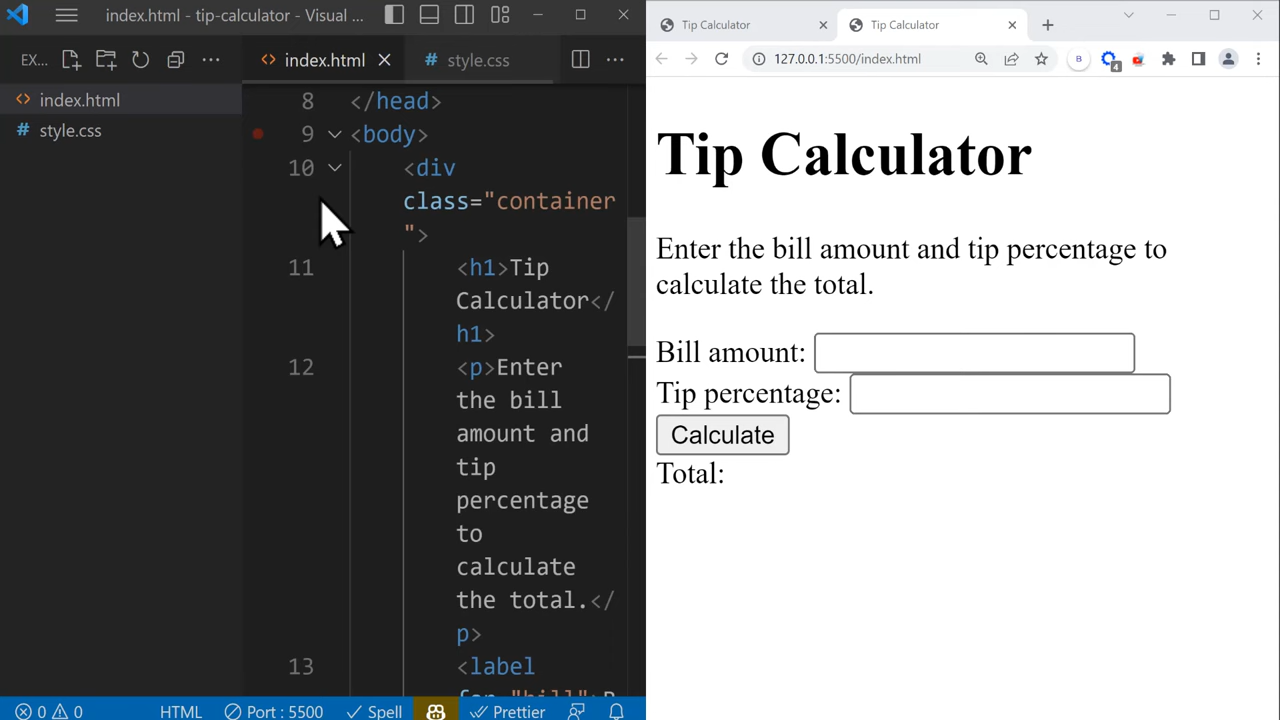 index.html - tip-calculator - Visual ...
EX...
index.html
style.css
index.html
style.css
8 </head>
9 <body>
10 <div
class="container
">
11 <h1>Tip
Calculator</
h1>
12 <p>Enter
the bill
amount and
tip
percentage
to
calculate
the total.</
p>
13 <label
for="bill">B
0 0
HTML
Port : 5500
Spell
Prettier
Tip Calculator
Tip Calculator
127.0.0.1:5500/index.html
B
4
Tip Calculator
Enter the bill amount and tip percentage to
calculate the total.
Bill amount:
Tip percentage:
Calculate
Total: